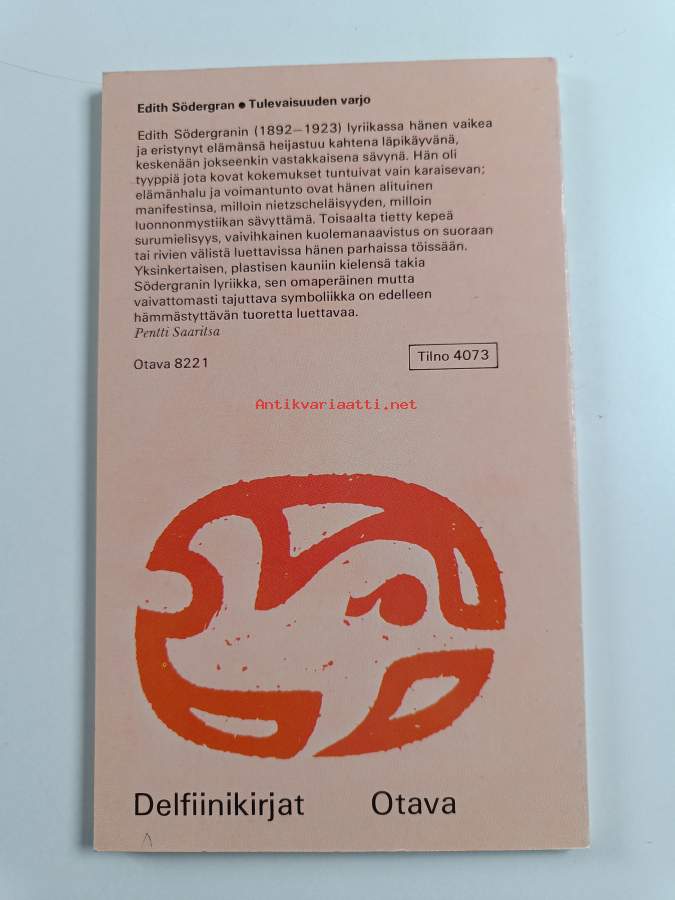 Edith Södergran ● Tulevaisuuden varjo
Edith Södergranin (1892–1923) lyriikassa hänen vaikea
ja eristynyt elämänsä heijastuu kahtena läpikäyvänä,
keskenään jokseenkin vastakkaisena sävynä. Hän oli
tyyppiä jota kovat kokemukset tuntuivat vain karaisevan;
elämänhalu ja voimantunto ovat hänen alituinen
manifestinsa, milloin nietzscheläisyyden, milloin
luonnonmystiikan sävyttämä. Toisaalta tietty kepeä
surumielisyys, vaivihkainen kuolemanaavistus on suoraan
tai rivien välistä luettavissa hänen parhaissa töissään.
Yksinkertaisen, plastisen kauniin kielensä takia
Södergranin lyriikka, sen omaperäinen mutta
vaivattomasti tajuttava symboliikka on edelleen
hämmästyttävän tuoretta luettavaa.
Pentti Saaritsa
Otava 8221
Tilno 4073
Antikvariaatti.net
Delfiinikirjat Otava